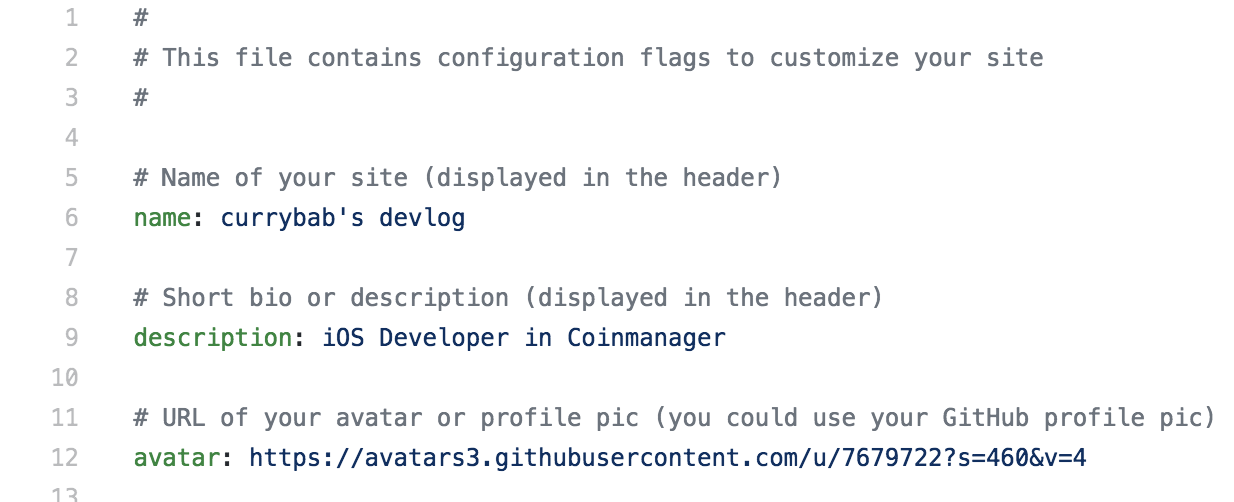 1 #
2 # This file contains configuration flags to customize your site
3 #
4
5 # Name of your site (displayed in the header)
6 name: currybab's devlog
7
8 # Short bio or description (displayed in the header)
9 description: iOS Developer in Coinmanager
10
11 # URL of your avatar or profile pic (you could use your GitHub profile pic)
12 avatar: https://avatars3.githubusercontent.com/u/7679722?s=460&v=4
13